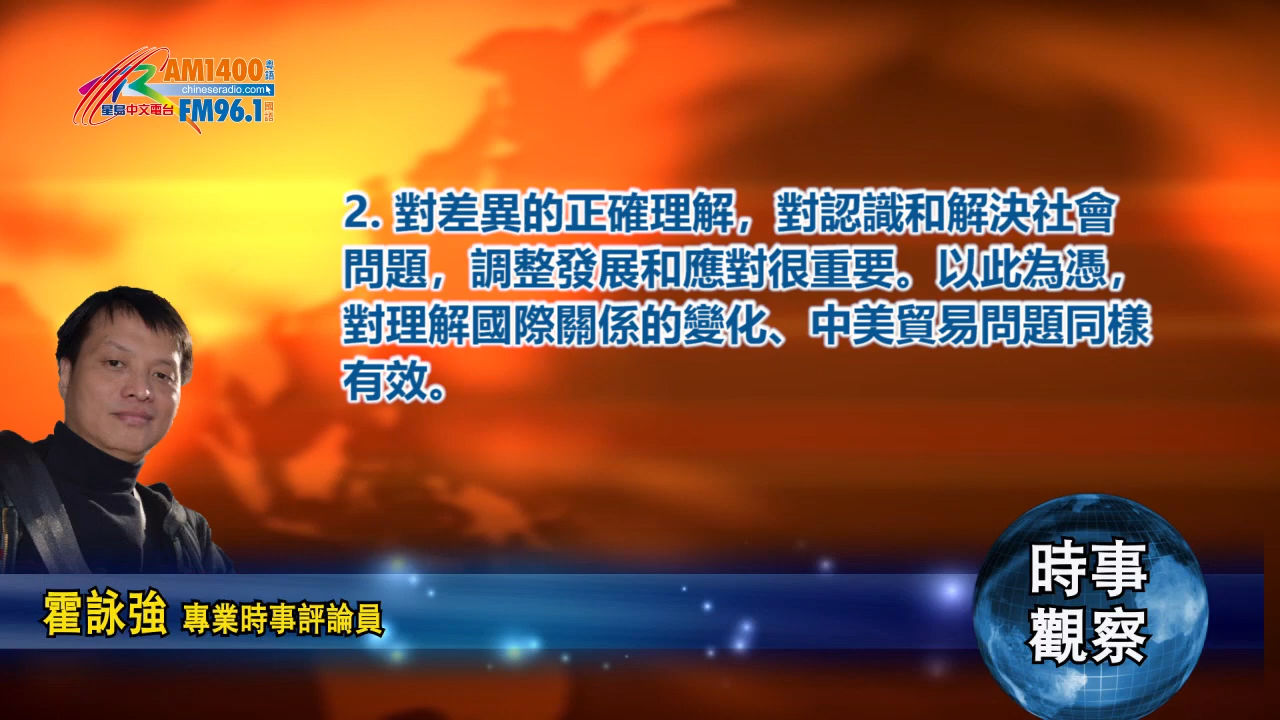 AM1400
粵語
chineseradio.com
星島中文電台
FM96.1
國語
2. 對差異的正確理解，對認識和解決社會
問題，調整發展和應對很重要。以此為憑，
對理解國際關係的變化、中美貿易問題同樣
有效。
時事
觀察
霍詠強 專業時事評論員